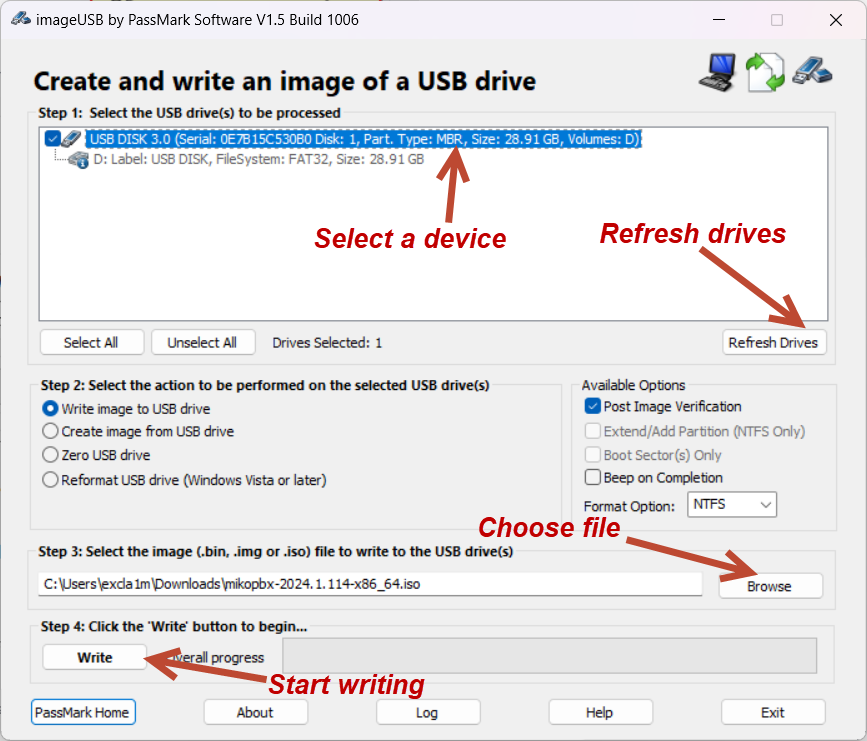 imageUSB by PassMark Software V1.5 Build 1006
Create and write an image of a USB drive
Step 1: Select the USB drive(s) to be processed
USB DISK 3.0 (Serial: 0E7B15C530B0 Disk: 1, Part. Type: MBR, Size: 28.91 GB, Volumes: D)
D: Label: USB DISK, FileSystem: FAT32, Size: 28.91 GB
Select a device
Refresh drives
Select All
Unselect All
Drives Selected: 1
Refresh Drives
Step 2: Select the action to be performed on the selected USB drive(s)
Write image to USB drive
Create image from USB drive
Zero USB drive
Reformat USB drive (Windows Vista or later)
Available Options
Post Image Verification
Extend/Add Partition (NTFS Only)
Boot Sector(s) Only
Beep on Completion
Format Option: NTFS
Choose file
Step 3: Select the image (.bin, .img or .iso) file to write to the USB drive(s)
C:\Users\excla1m\Downloads\mikopbx-2024.1.114-x86_64.iso
Browse
Step 4: Click the 'Write' button to begin...
Write
verall progress
Start writing
PassMark Home
About
Log
Help
Exit